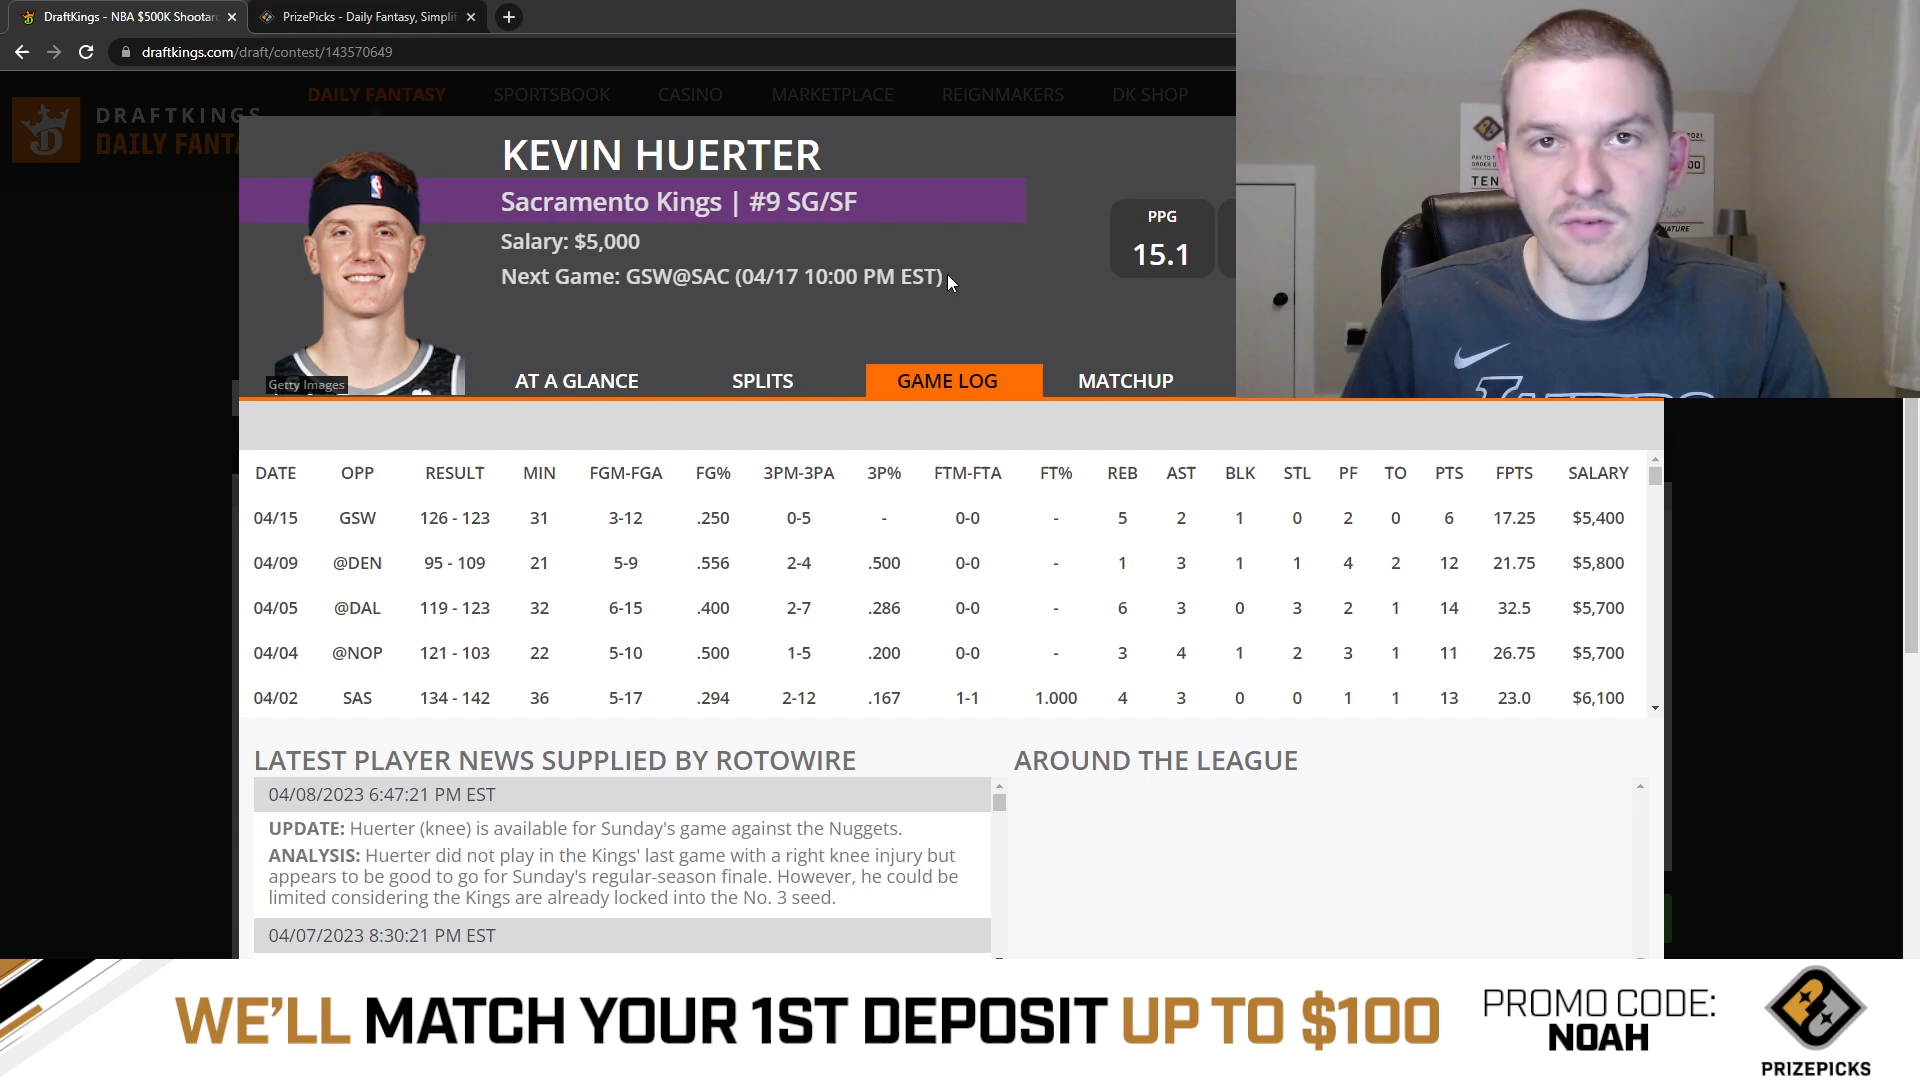 DraftKings - NBA $500K Shootar
PrizePicks - Daily Fantasy, Simplif
draftkings.com/draft/contest/143570649
DRAFTKINGS
DAILY FANTA
DAILY FANTASY
SPORTSBOOK
CASINO
MARKETPLACE
REIGNMAKERS
DK SHOP
KEVIN HUERTER
Sacramento Kings | #9 SG/SF
Salary: $5,000
Next Game: GSW@SAC (04/17 10:00 PM EST)
PPG
15.1
Getty Images
AT A GLANCE
SPLITS
GAME LOG
MATCHUP
DATE OPP RESULT MIN FGM-FGA FG% 3PM-3PA 3P% FTM-FTA FT% REB AST BLK STL PF TO PTS FPTS SALARY
04/15 GSW 126 - 123 31 3-12 .250 0-5 - 0-0 - 5 2 1 0 2 0 6 17.25 $5,400
04/09 @DEN 95 - 109 21 5-9 .556 2-4 .500 0-0 - 1 3 1 1 4 2 12 21.75 $5,800
04/05 @DAL 119 - 123 32 6-15 .400 2-7 .286 0-0 - 6 3 0 3 2 1 14 32.5 $5,700
04/04 @NOP 121 - 103 22 5-10 .500 1-5 .200 0-0 - 3 4 1 2 3 1 11 26.75 $5,700
04/02 SAS 134 - 142 36 5-17 .294 2-12 .167 1-1 1.000 4 3 0 0 1 1 13 23.0 $6,100
LATEST PLAYER NEWS SUPPLIED BY ROTOWIRE
AROUND THE LEAGUE
04/08/2023 6:47:21 PM EST
UPDATE: Huerter (knee) is available for Sunday's game against the Nuggets.
ANALYSIS: Huerter did not play in the Kings' last game with a right knee injury but
appears to be good to go for Sunday's regular-season finale. However, he could be
limited considering the Kings are already locked into the No. 3 seed.
04/07/2023 8:30:21 PM EST
WE'LL MATCH YOUR 1ST DEPOSIT UP TO $100
PROMO CODE:
NOAH
PRIZEPICKS